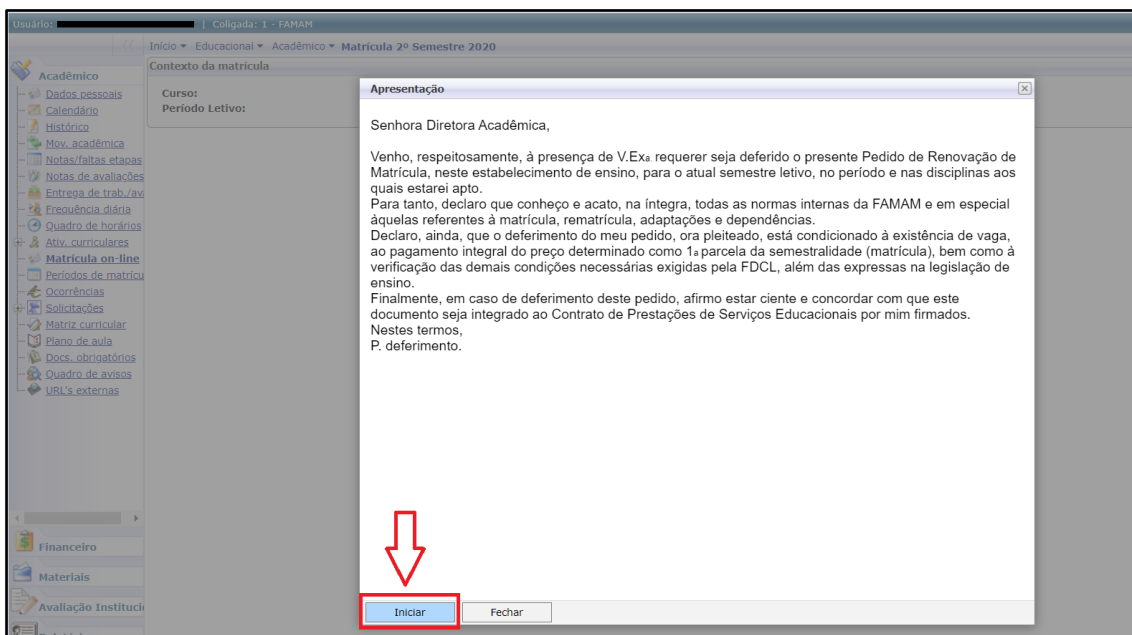 Usuário: | Coligada: 1 - FAMAM
Início Educacional Acadêmico Matrícula 2º Semestre 2020
Contexto da matrícula
Curso:
Período Letivo:
Acadêmico
Dados pessoais
Calendário
Histórico
Mov. acadêmica
Notas/faltas etapas
Notas de avaliações
Entrega de trab./ava
Frequência diária
Quadro de horários
Ativ. curriculares
Matrícula on-line
Períodos de matrícu
Ocorrências
Solicitações
Matriz curricular
Plano de aula
Docs. obrigatórios
Quadro de avisos
URL's externas
Financeiro
Materiais
Avaliação Instituci
Apresentação
Senhora Diretora Acadêmica,
Venho, respeitosamente, à presença de V.Exa. requerer seja deferido o presente Pedido de Renovação de
Matrícula, neste estabelecimento de ensino, para o atual semestre letivo, no período e nas disciplinas aos
quais estarei apto.
Para tanto, declaro que conheço e acato, na íntegra, todas as normas internas da FAMAM e em especial
àquelas referentes à matrícula, rematrícula, adaptações e dependências.
Declaro, ainda, que o deferimento do meu pedido, ora pleiteado, está condicionado à existência de vaga,
ao pagamento integral do preço determinado como 1a parcela da semestralidade (matrícula), bem como à
verificação das demais condições necessárias exigidas pela FDCL, além das expressas na legislação de
ensino.
Finalmente, em caso de deferimento deste pedido, afirmo estar ciente e concordar com que este
documento seja integrado ao Contrato de Prestações de Serviços Educacionais por mim firmados.
Nestes termos,
P. deferimento.
Iniciar Fechar